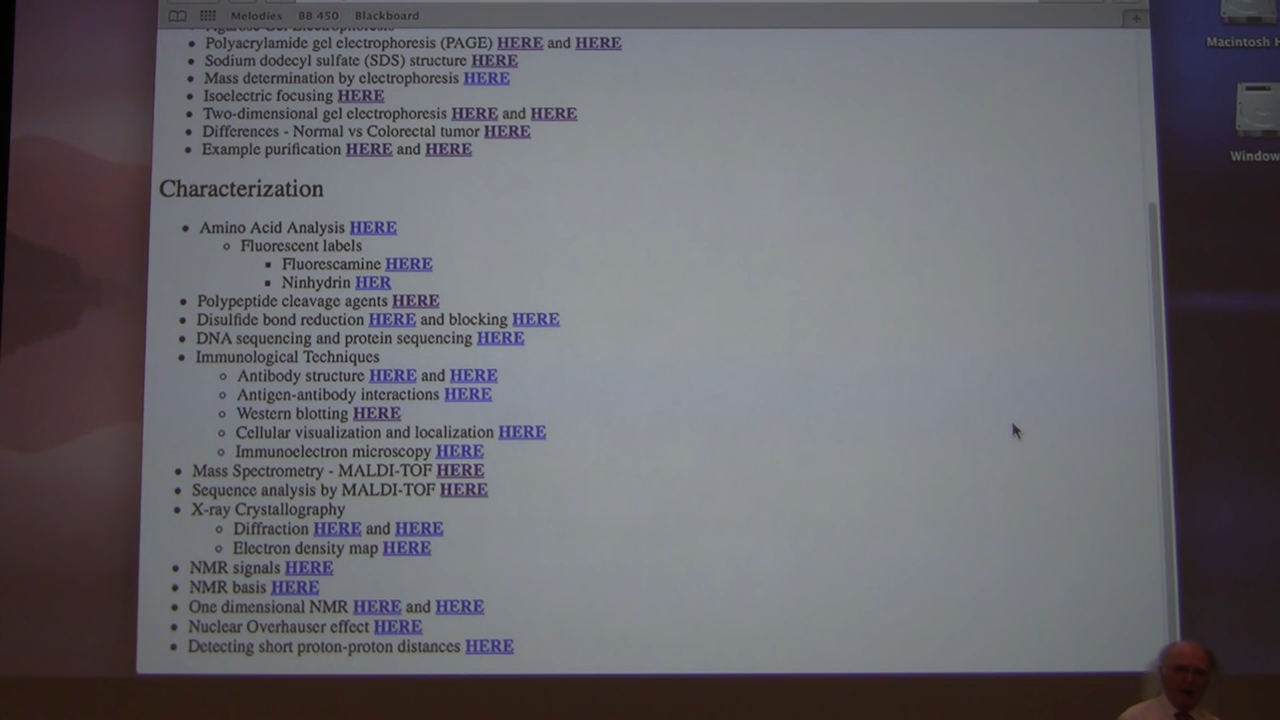 Melodies BB 450 Blackboard
Macintosh H
Agarose Gel Electrophoresis
Polyacrylamide gel electrophoresis (PAGE) HERE and HERE
Sodium dodecyl sulfate (SDS) structure HERE
Mass determination by electrophoresis HERE
Isoelectric focusing HERE
Two-dimensional gel electrophoresis HERE and HERE
Differences - Normal vs Colorectal tumor HERE
Example purification HERE and HERE
Window
Characterization
Amino Acid Analysis HERE
Fluorescent labels
Fluorescamine HERE
Ninhydrin HER
Polypeptide cleavage agents HERE
Disulfide bond reduction HERE and blocking HERE
DNA sequencing and protein sequencing HERE
Immunological Techniques
Antibody structure HERE and HERE
Antigen-antibody interactions HERE
Western blotting HERE
Cellular visualization and localization HERE
Immunoelectron microscopy HERE
Mass Spectrometry - MALDI-TOF HERE
Sequence analysis by MALDI-TOF HERE
X-ray Crystallography
Diffraction HERE and HERE
Electron density map HERE
NMR signals HERE
NMR basis HERE
One dimensional NMR HERE and HERE
Nuclear Overhauser effect HERE
Detecting short proton-proton distances HERE